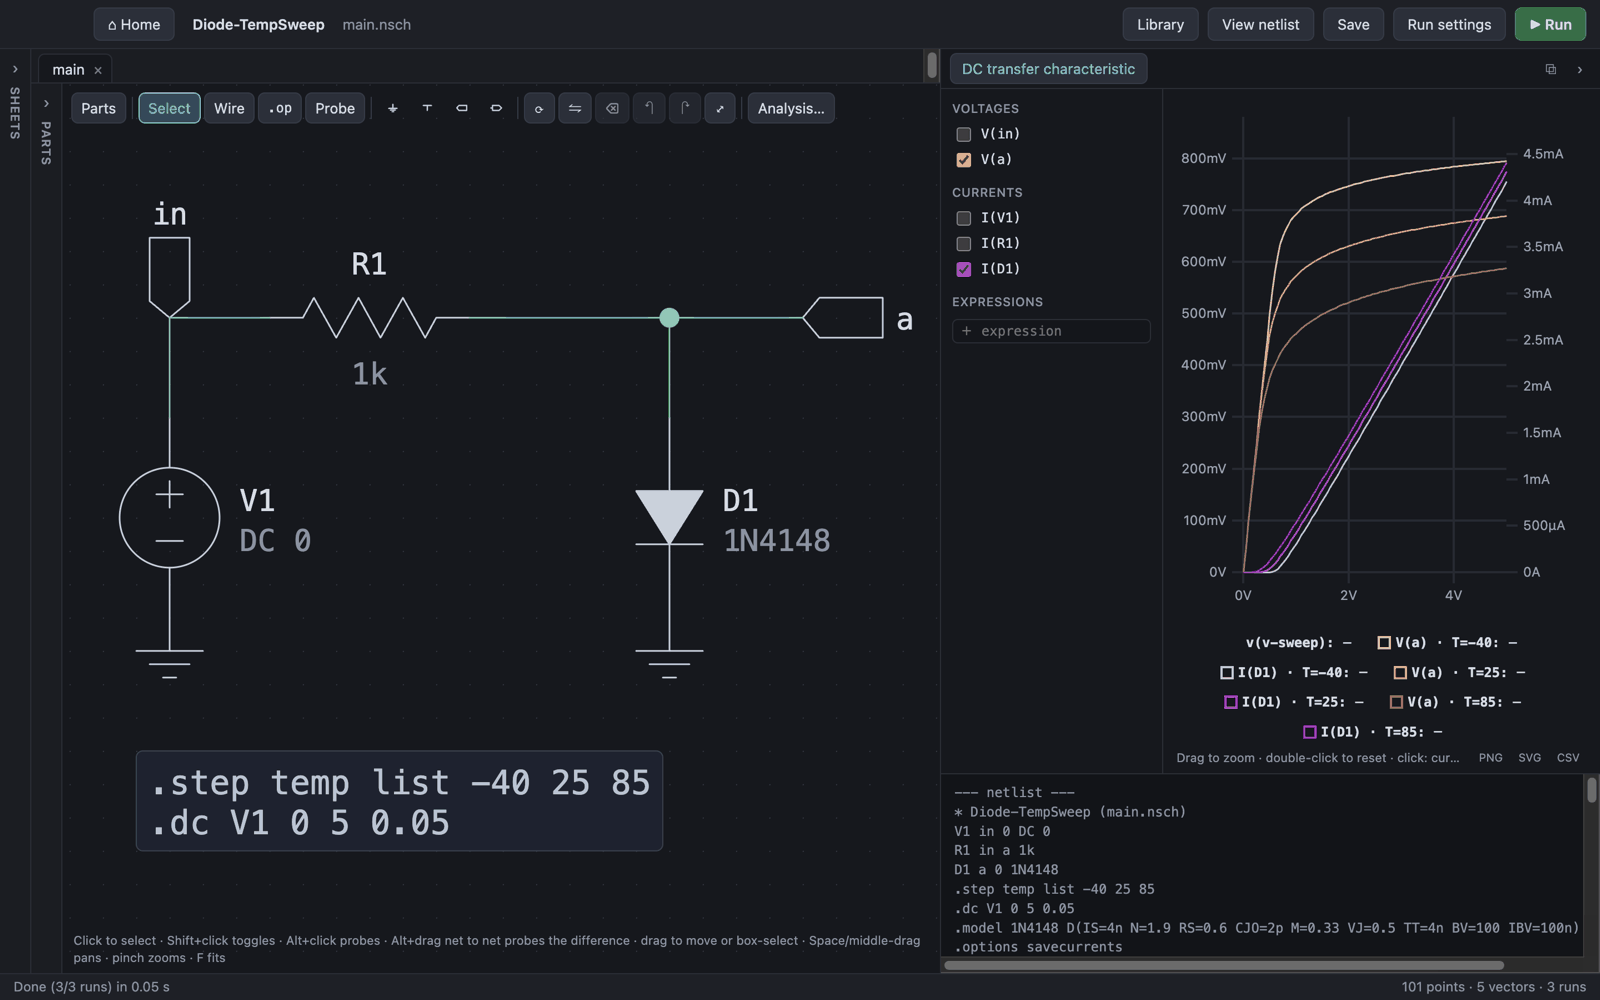 ⌂ Home
Diode-TempSweep
main.nsch
Library
View netlist
Save
Run settings
▶ Run
SHEETS
main ×
PARTS
Parts
Select
Wire
.op
Probe
Analysis...
in
R1
1k
a
V1
DC 0
D1
1N4148
.step temp list −40 25 85
.dc V1 0 5 0.05
Click to select · Shift+click toggles · Alt+click probes · Alt+drag net to net probes the difference · drag to move or box-select · Space/middle-drag
pans · pinch zooms · F fits
DC transfer characteristic
VOLTAGES
V(in)
V(a)
CURRENTS
I(V1)
I(R1)
I(D1)
EXPRESSIONS
+ expression
800mV
700mV
600mV
500mV
400mV
300mV
200mV
100mV
0V
4.5mA
4mA
3.5mA
3mA
2.5mA
2mA
1.5mA
1mA
500µA
0A
0V
2V
4V
v(v-sweep): –
V(a) · T=−40: –
I(D1) · T=−40: –
V(a) · T=25: –
I(D1) · T=25: –
V(a) · T=85: –
I(D1) · T=85: –
Drag to zoom · double-click to reset · click: cur...
PNG
SVG
CSV
--- netlist ---
* Diode-TempSweep (main.nsch)
V1 in 0 DC 0
R1 in a 1k
D1 a 0 1N4148
.step temp list −40 25 85
.dc V1 0 5 0.05
.model 1N4148 D(IS=4n N=1.9 RS=0.6 CJO=2p M=0.33 VJ=0.5 TT=4n BV=100 IBV=100n)
.options savecurrents
Done (3/3 runs) in 0.05 s
101 points · 5 vectors · 3 runs